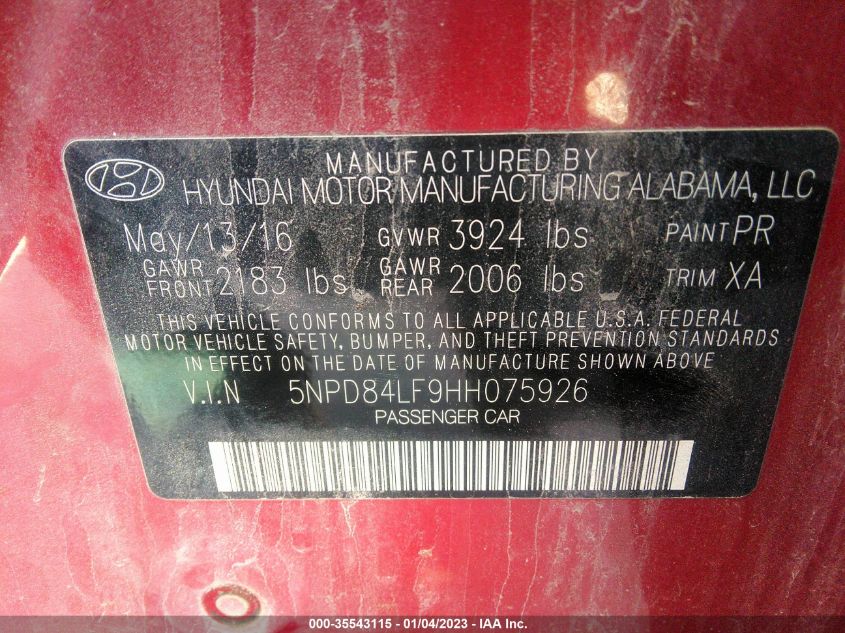 MANUFACTURED BY
HYUNDAI MOTOR MANUFACTURING ALABAMA, LLC
May/13/16 GVWR 3924 lbs PAINT PR
GAWR FRONT 2183 lbs GAWR REAR 2006 lbs TRIM XA
THIS VEHICLE CONFORMS TO ALL APPLICABLE U.S.A. FEDERAL
MOTOR VEHICLE SAFETY, BUMPER, AND THEFT PREVENTION STANDARDS
IN EFFECT ON THE DATE OF MANUFACTURE SHOWN ABOVE
V.I.N 5NPD84LF9HH075926
PASSENGER CAR
000-35543115 - 01/04/2023 - IAA Inc.